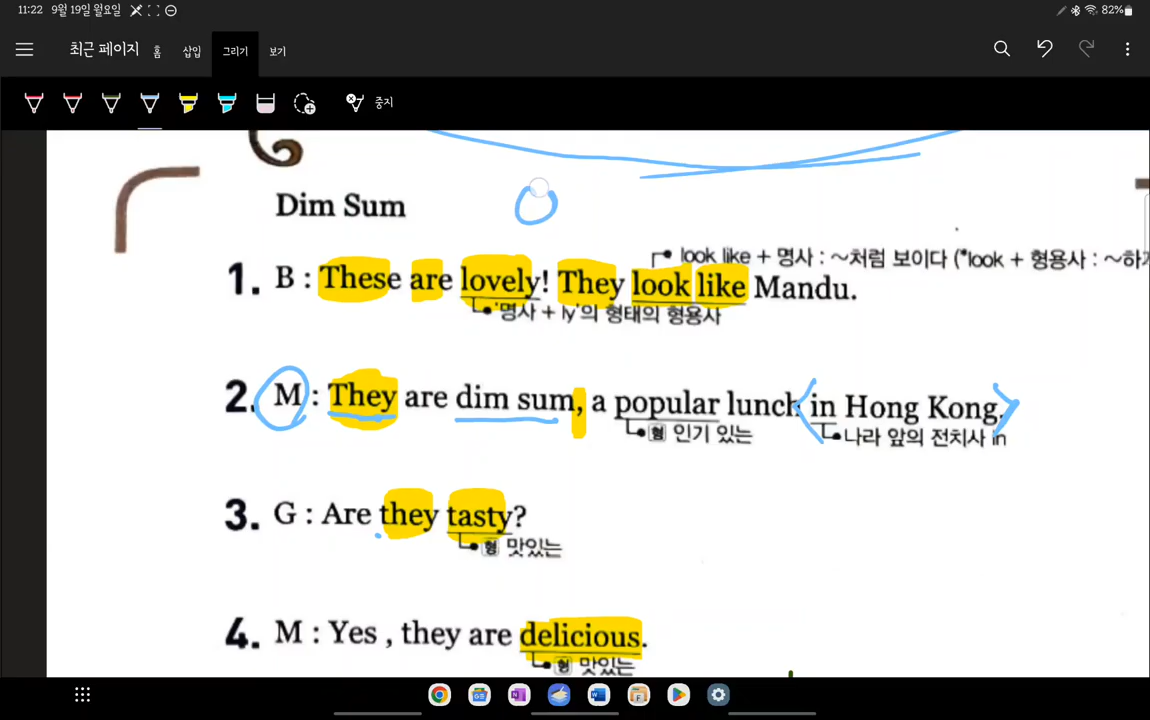 11:22 9월 19일 월요일 82%
최근 페이지 홈 삽입 그리기 보기
중지
Dim Sum
look like + 명사 : ~처럼 보이다 (*look + 형용사 : ~하
1. B : These are lovely! They look like Mandu.
'명사 + ly'의 형태의 형용사
2. M : They are dim sum, a popular lunch in Hong Kong.
형 인기 있는 나라 앞의 전치사 in
3. G : Are they tasty?
형 맛있는
4. M : Yes , they are delicious.
형 맛있는